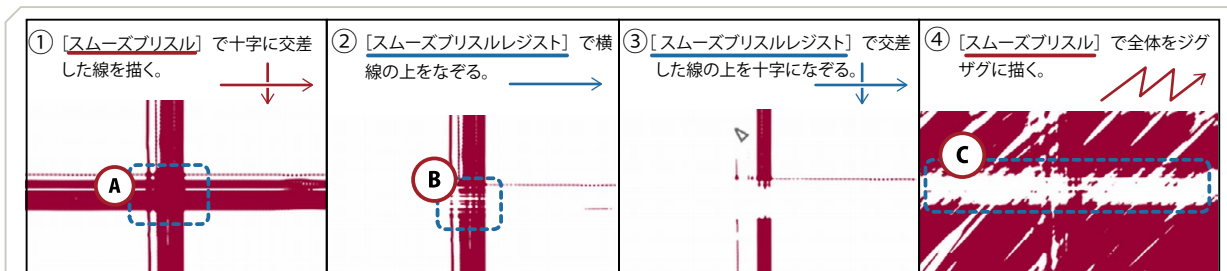 ① [スムーズブリスル] で十字に交差
した線を描く。
A
② [スムーズブリスルレジスト] で横
線の上をなぞる。
B
③ [スムーズブリスルレジスト] で交差
した線の上を十字になぞる。
④ [スムーズブリスル] で全体をジグ
ザグに描く。
C